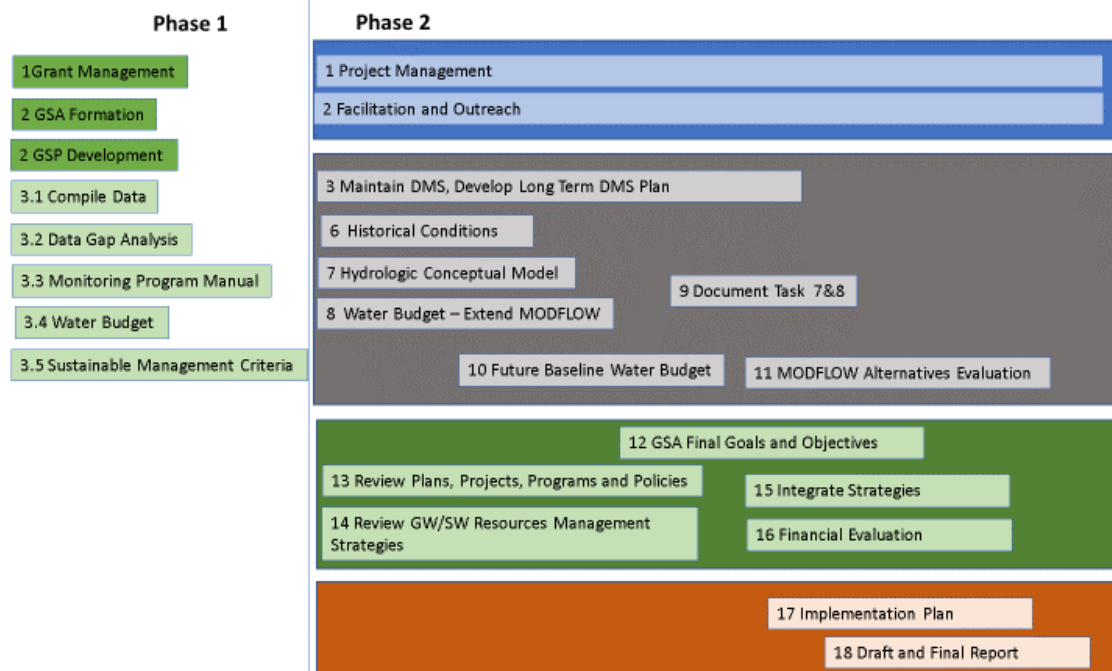 Phase 1
Phase 2
1Grant Management
2 GSA Formation
2 GSP Development
3.1 Compile Data
3.2 Data Gap Analysis
3.3 Monitoring Program Manual
3.4 Water Budget
3.5 Sustainable Management Criteria
1 Project Management
2 Facilitation and Outreach
3 Maintain DMS, Develop Long Term DMS Plan
6 Historical Conditions
7 Hydrologic Conceptual Model
8 Water Budget – Extend MODFLOW
9 Document Task 7&8
10 Future Baseline Water Budget
11 MODFLOW Alternatives Evaluation
12 GSA Final Goals and Objectives
13 Review Plans, Projects, Programs and Policies
14 Review GW/SW Resources Management
Strategies
15 Integrate Strategies
16 Financial Evaluation
17 Implementation Plan
18 Draft and Final Report